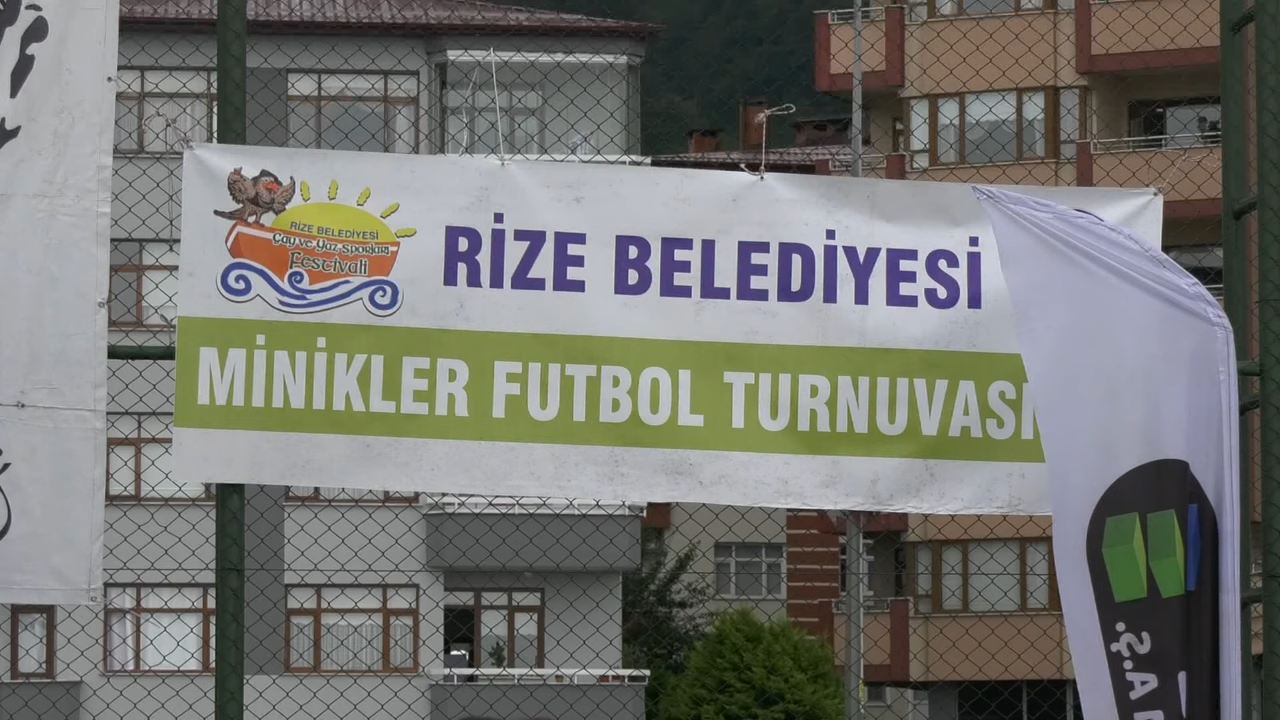 RİZE BELEDİYESİ
Çay ve Yaz Sporları
Festivali
RİZE BELEDİYESİ
MİNİKLER FUTBOL TURNUVASI
A.Ş.